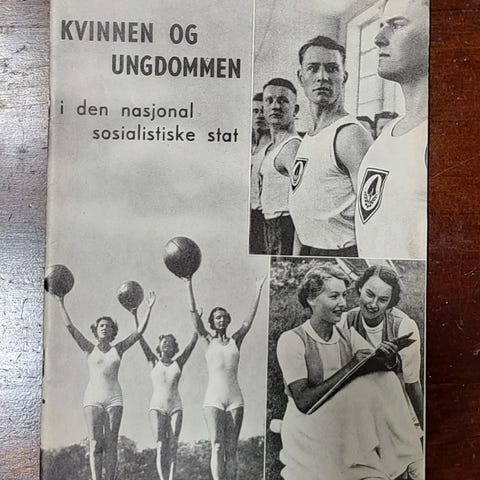 KVINNEN OG
UNGDOMMEN
i den nasjonal
sosialistiske stat